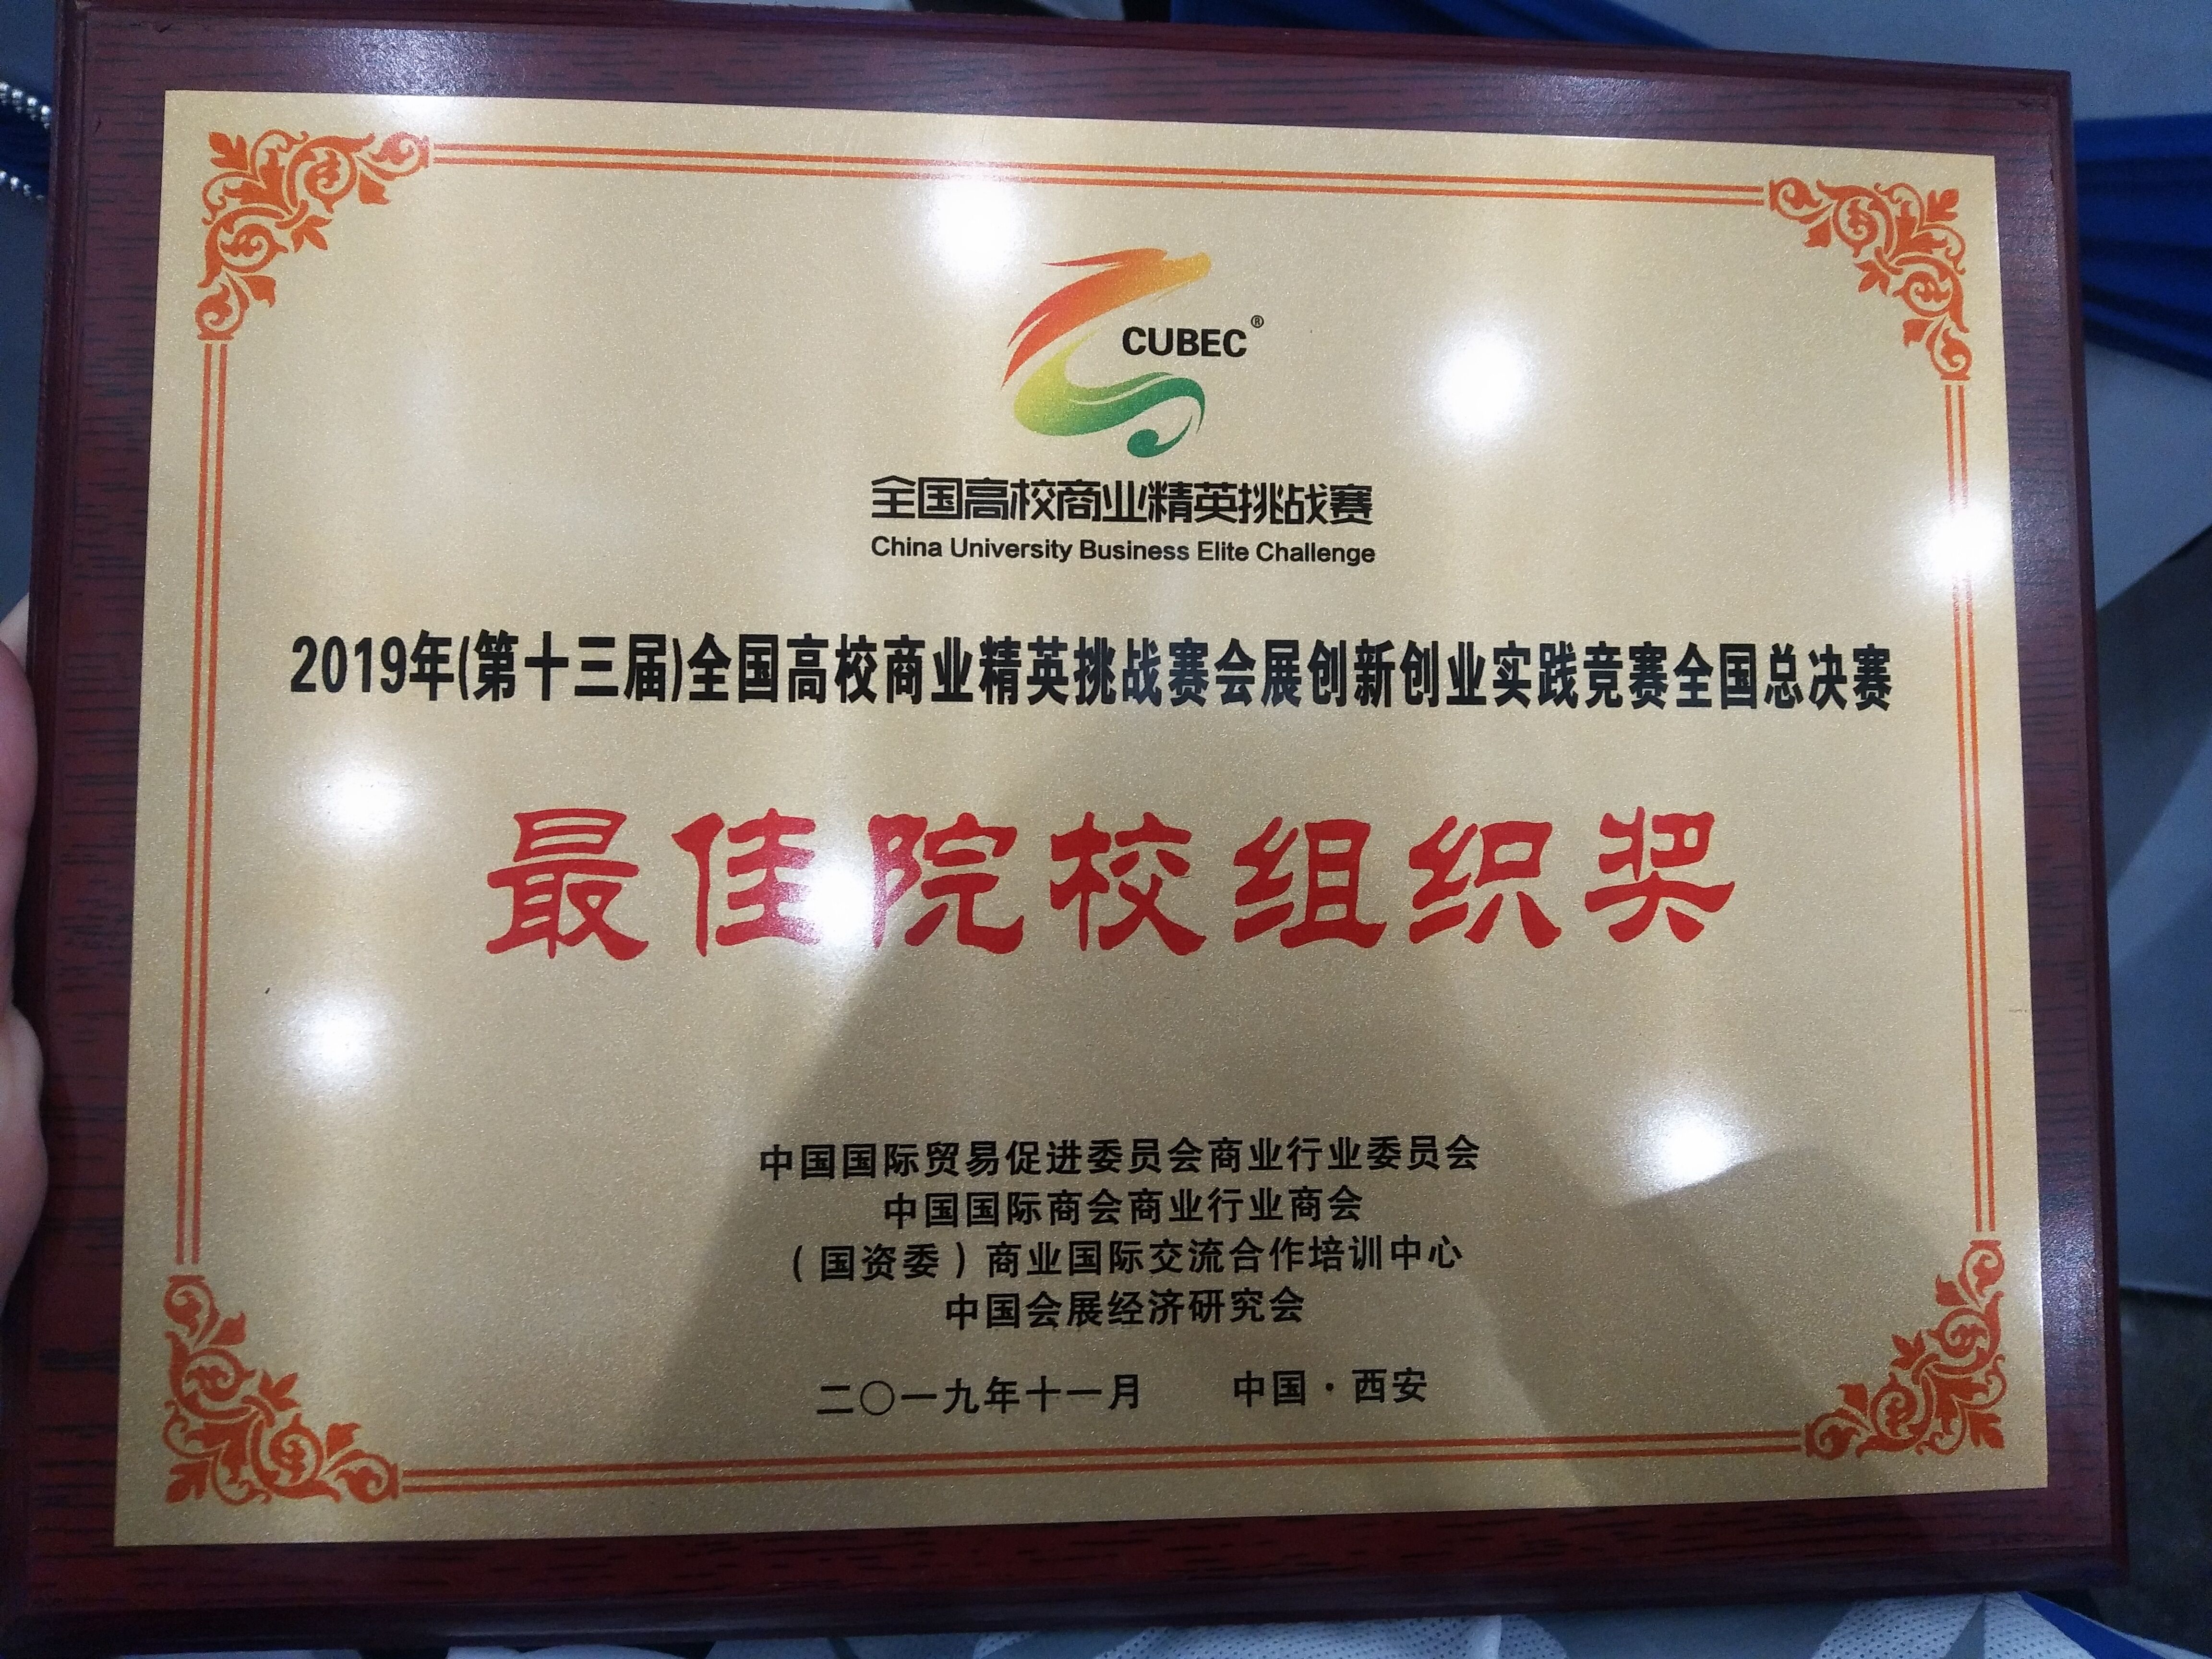 CUBEC®
全国高校商业精英挑战赛
China University Business Elite Challenge
2019年(第十三届)全国高校商业精英挑战赛会展创新创业实践竞赛全国总决赛
最佳院校组织奖
中国国际贸易促进委员会商业行业委员会
中国国际商会商业行业商会
（国资委）商业国际交流合作培训中心
中国会展经济研究会
二〇一九年十一月 中国·西安